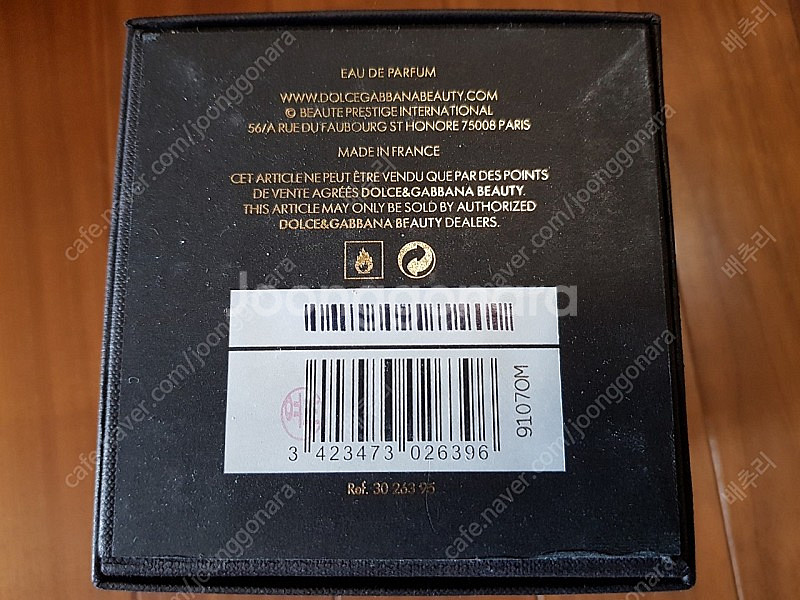 EAU DE PARFUM
WWW.DOLCEGABBANABEAUTY.COM
© BEAUTE PRESTIGE INTERNATIONAL
56/A RUE DU FAUBOURG ST HONORE 75008 PARIS
MADE IN FRANCE
CET ARTICLE NE PEUT ÊTRE VENDU QUE PAR DES POINTS
DE VENTE AGRÉÉS DOLCE&GABBANA BEAUTY.
THIS ARTICLE MAY ONLY BE SOLD BY AUTHORIZED
DOLCE&GABBANA BEAUTY DEALERS.
Joonggonara
91070M
3 423473 026396
Ref. 30 263 95
cafe.naver.com/joonggonara
배추리